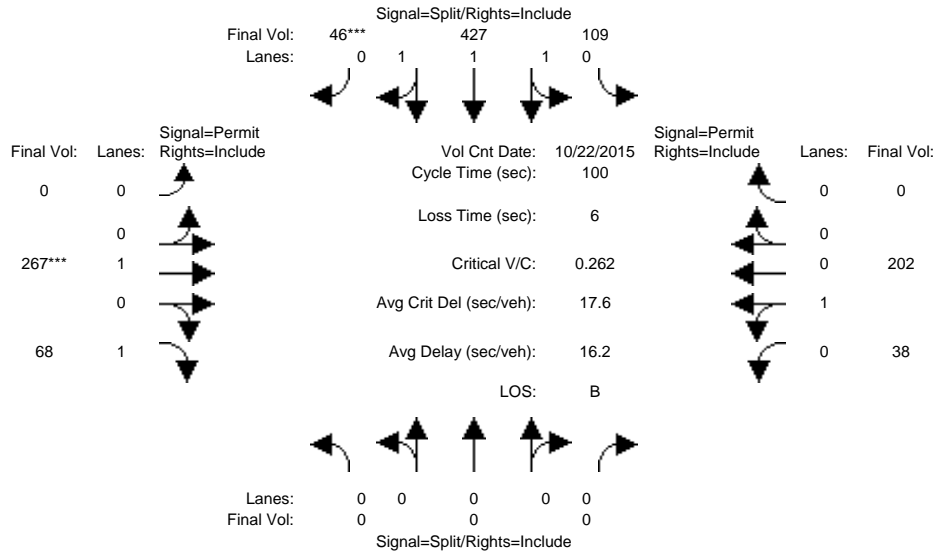 Signal=Split/Rights=Include
Final Vol: 46*** 427 109
Lanes: 0 1 1 1 0
Signal=Permit
Final Vol: Lanes: Rights=Include
Vol Cnt Date: 10/22/2015
Signal=Permit
Rights=Include Lanes: Final Vol:
Cycle Time (sec): 100
0 0
0 0
Loss Time (sec): 6
0
0
267*** 1
Critical V/C: 0.262
0 202
0
Avg Crit Del (sec/veh): 17.6
1
68 1
Avg Delay (sec/veh): 16.2
0 38
LOS: B
Lanes: 0 0 0 0 0
Final Vol: 0 0 0
Signal=Split/Rights=Include